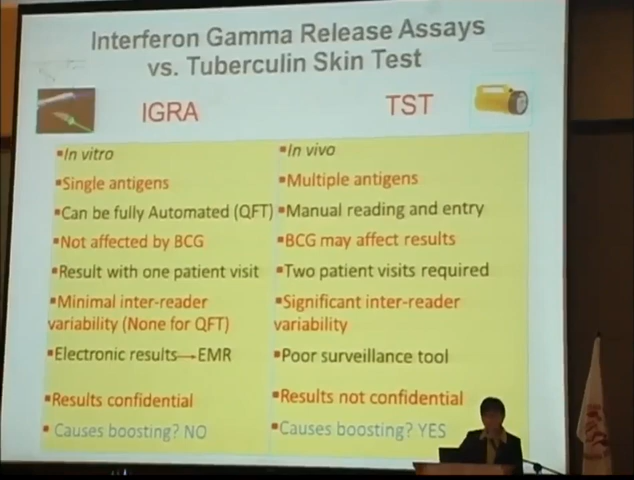 Interferon Gamma Release Assays
vs. Tuberculin Skin Test
IGRA
TST
▪In vitro
▪Single antigens
▪Can be fully Automated (QFT)
▪Not affected by BCG
▪Result with one patient visit
▪Minimal inter-reader
variability (None for QFT)
▪Electronic results→EMR
▪Results confidential
▪ Causes boosting? NO
▪In vivo
▪Multiple antigens
▪Manual reading and entry
▪BCG may affect results
▪Two patient visits required
▪Significant inter-reader
variability
▪Poor surveillance tool
▪Results not confidential
▪Causes boosting? YES